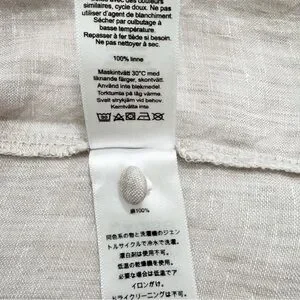 similaires, cycle doux. Ne pas
utiliser d'agent de blanchiment.
Sécher par culbutage à
basse température.
Repasser à fer tiède si besoin.
Ne pas nettoyer à sec.
100% linne
Maskintvätt 30°C med
liknande färger, skontvätt.
Använd inte blekmedel.
Torktumla på låg värme.
Svalt strykjärn vid behov.
Kemtvätta inte
麻100%
同色系の物と洗濯機のジェン
トルサイクルで冷水で洗濯。
漂白剤は使用不可。
低温の乾燥機を使用。
必要な場合は低温でア
イロンがけ。
ドライクリーニングは不可。